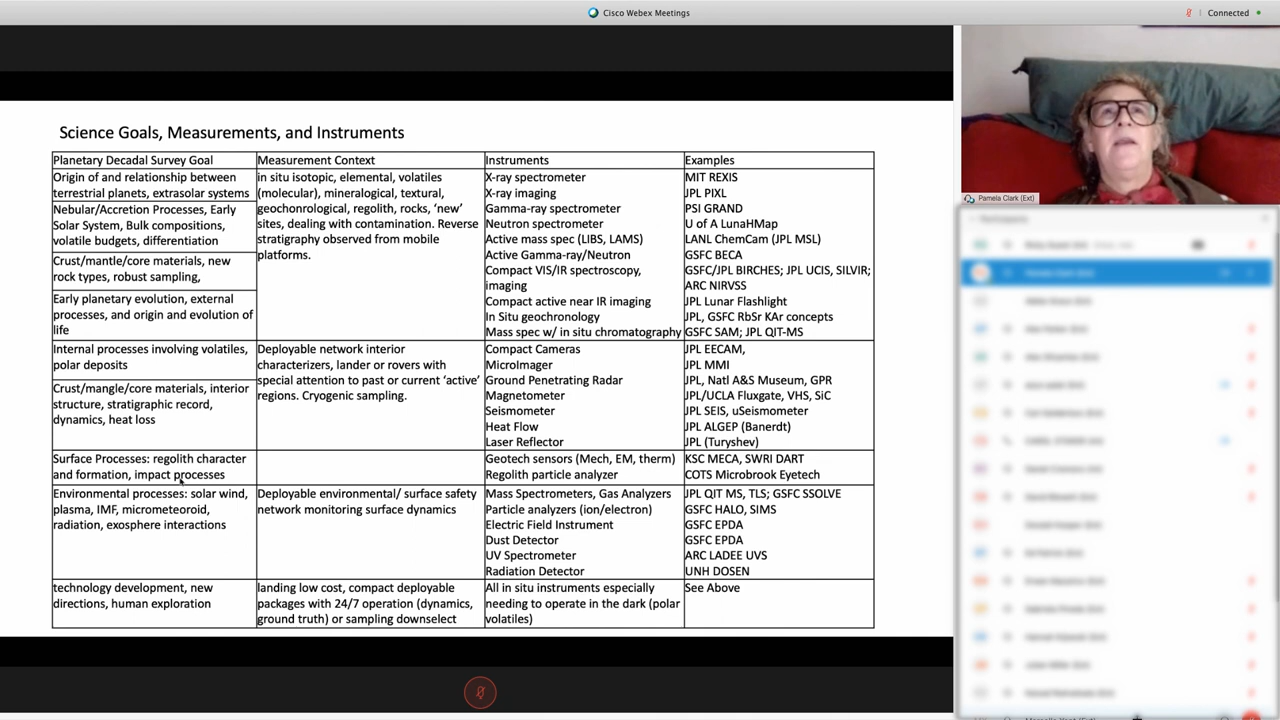 Cisco Webex Meetings
Connected
Science Goals, Measurements, and Instruments
Planetary Decadal Survey Goal
Measurement Context
Instruments
Examples
Origin of and relationship between
terrestrial planets, extrasolar systems
Nebular/Accretion Processes, Early
Solar System, Bulk compositions,
volatile budgets, differentiation
Crust/mantle/core materials, new
rock types, robust sampling,
Early planetary evolution, external
processes, and origin and evolution of
life
in situ isotopic, elemental, volatiles
(molecular), mineralogical, textural,
geochonrological, regolith, rocks, ‘new’
sites, dealing with contamination. Reverse
stratigraphy observed from mobile
platforms.
X-ray spectrometer
X-ray imaging
Gamma-ray spectrometer
Neutron spectrometer
Active mass spec (LIBS, LAMS)
Active Gamma-ray/Neutron
Compact VIS/IR spectroscopy,
imaging
Compact active near IR imaging
In Situ geochronology
Mass spec w/ in situ chromatography
MIT REXIS
JPL PIXL
PSI GRAND
U of A LunaHMap
LANL ChemCam (JPL MSL)
GSFC BECA
GSFC/JPL BIRCHES; JPL UCIS, SILVIR;
ARC NIRVSS
JPL Lunar Flashlight
JPL, GSFC RbSr KAr concepts
GSFC SAM; JPL QIT-MS
Internal processes involving volatiles,
polar deposits
Crust/mangle/core materials, interior
structure, stratigraphic record,
dynamics, heat loss
Deployable network interior
characterizers, lander or rovers with
special attention to past or current ‘active’
regions. Cryogenic sampling.
Compact Cameras
MicroImager
Ground Penetrating Radar
Magnetometer
Seismometer
Heat Flow
Laser Reflector
JPL EECAM,
JPL MMI
JPL, Natl A&S Museum, GPR
JPL/UCLA Fluxgate, VHS, SiC
JPL SEIS, uSeismometer
JPL ALGEP (Banerdt)
JPL (Turyshev)
Surface Processes: regolith character
and formation, impact processes
Geotech sensors (Mech, EM, therm)
Regolith particle analyzer
KSC MECA, SWRI DART
COTS Microbrook Eyetech
Environmental processes: solar wind,
plasma, IMF, micrometeoroid,
radiation, exosphere interactions
Deployable environmental/ surface safety
network monitoring surface dynamics
Mass Spectrometers, Gas Analyzers
Particle analyzers (ion/electron)
Electric Field Instrument
Dust Detector
UV Spectrometer
Radiation Detector
JPL QIT MS, TLS; GSFC SSOLVE
GSFC HALO, SIMS
GSFC EPDA
GSFC EPDA
ARC LADEE UVS
UNH DOSEN
technology development, new
directions, human exploration
landing low cost, compact deployable
packages with 24/7 operation (dynamics,
ground truth) or sampling downselect
All in situ instruments especially
needing to operate in the dark (polar
volatiles)
See Above
Pamela Clark (Ext)